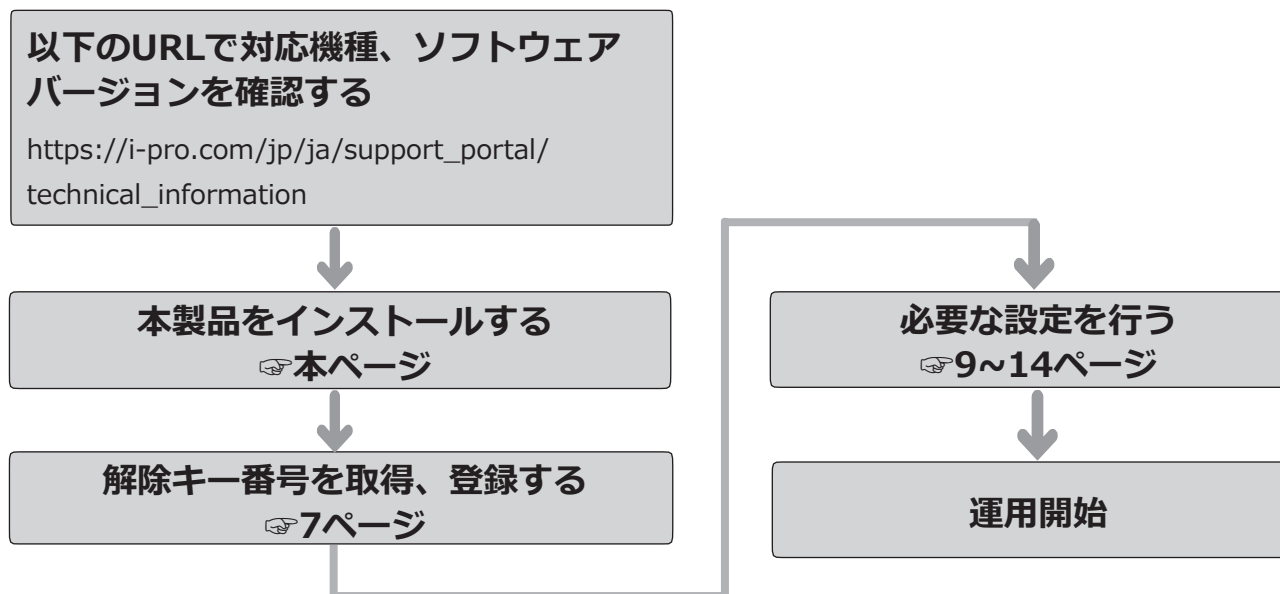 以下のURLで対応機種、ソフトウェア
バージョンを確認する
https://i-pro.com/jp/ja/support_portal/
technical_information
本製品をインストールする
☞本ページ
解除キー番号を取得、登録する
☞7ページ
必要な設定を行う
☞9~14ページ
運用開始